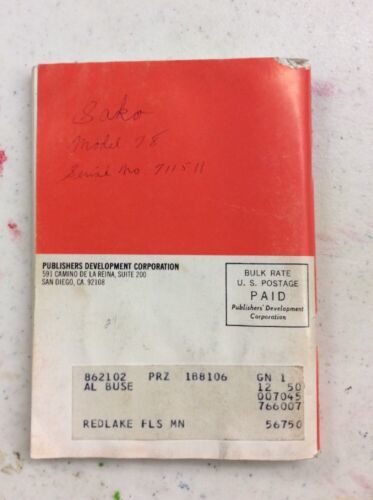 Sako
Model 78
Serial No 711511
PUBLISHERS DEVELOPMENT CORPORATION
591 CAMINO DE LA REINA, SUITE 200
SAN DIEGO, CA. 92108
BULK RATE
U. S. POSTAGE
PAID
Publishers' Development
Corporation
862102 PRZ 188106 GN 1
AL BUSE 12 50
007045
766007
REDLAKE FLS MN 56750